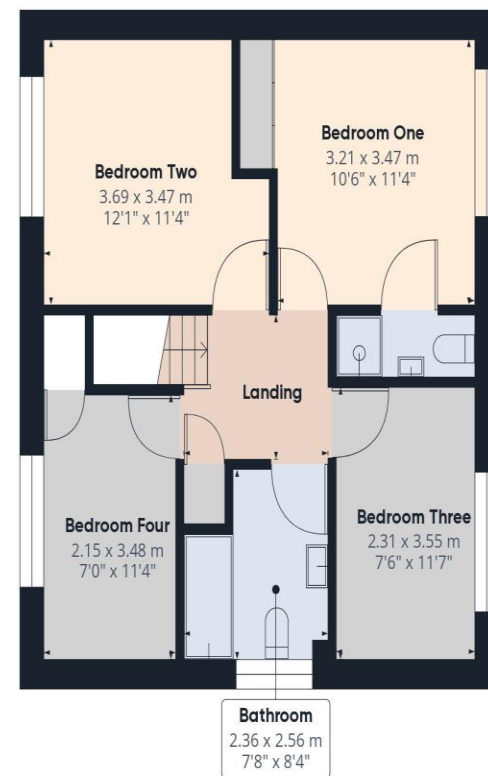 Bedroom Two
3.69 x 3.47 m
12'1" x 11'4"
Bedroom One
3.21 x 3.47 m
10'6" x 11'4"
Landing
Bedroom Four
2.15 x 3.48 m
7'0" x 11'4"
Bedroom Three
2.31 x 3.55 m
7'6" x 11'7"
Bathroom
2.36 x 2.56 m
7'8" x 8'4"